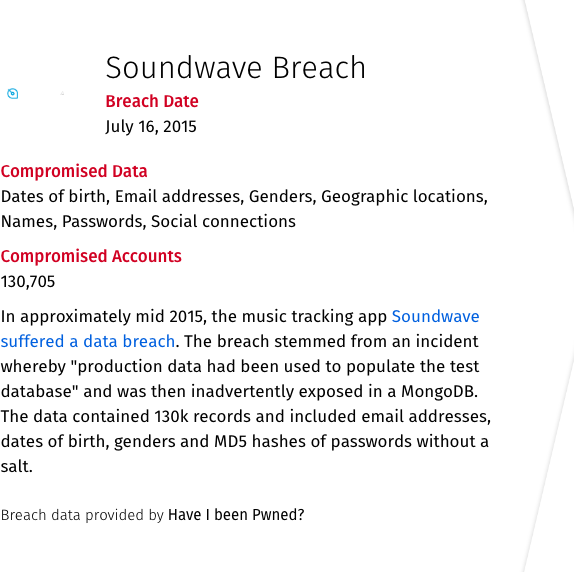 Soundwave Breach
Breach Date
July 16, 2015
Compromised Data
Dates of birth, Email addresses, Genders, Geographic locations,
Names, Passwords, Social connections
Compromised Accounts
130,705
In approximately mid 2015, the music tracking app Soundwave
suffered a data breach. The breach stemmed from an incident
whereby "production data had been used to populate the test
database" and was then inadvertently exposed in a MongoDB.
The data contained 130k records and included email addresses,
dates of birth, genders and MD5 hashes of passwords without a
salt.
Breach data provided by Have I been Pwned?